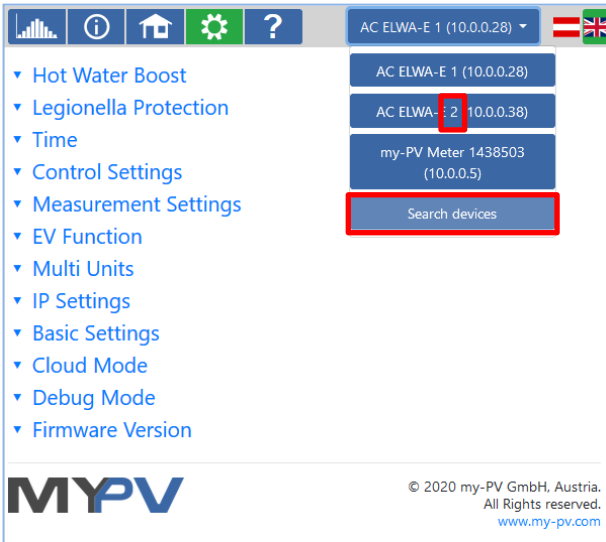 ?
AC ELWA-E 1 (10.0.0.28)
AC ELWA-E 1 (10.0.0.28)
AC ELWA-E 2 (10.0.0.38)
my-PV Meter 1438503
(10.0.0.5)
Search devices
Hot Water Boost
Legionella Protection
Time
Control Settings
Measurement Settings
EV Function
Multi Units
IP Settings
Basic Settings
Cloud Mode
Debug Mode
Firmware Version
MYPV
© 2020 my-PV GmbH, Austria.
All Rights reserved.
www.my-pv.com